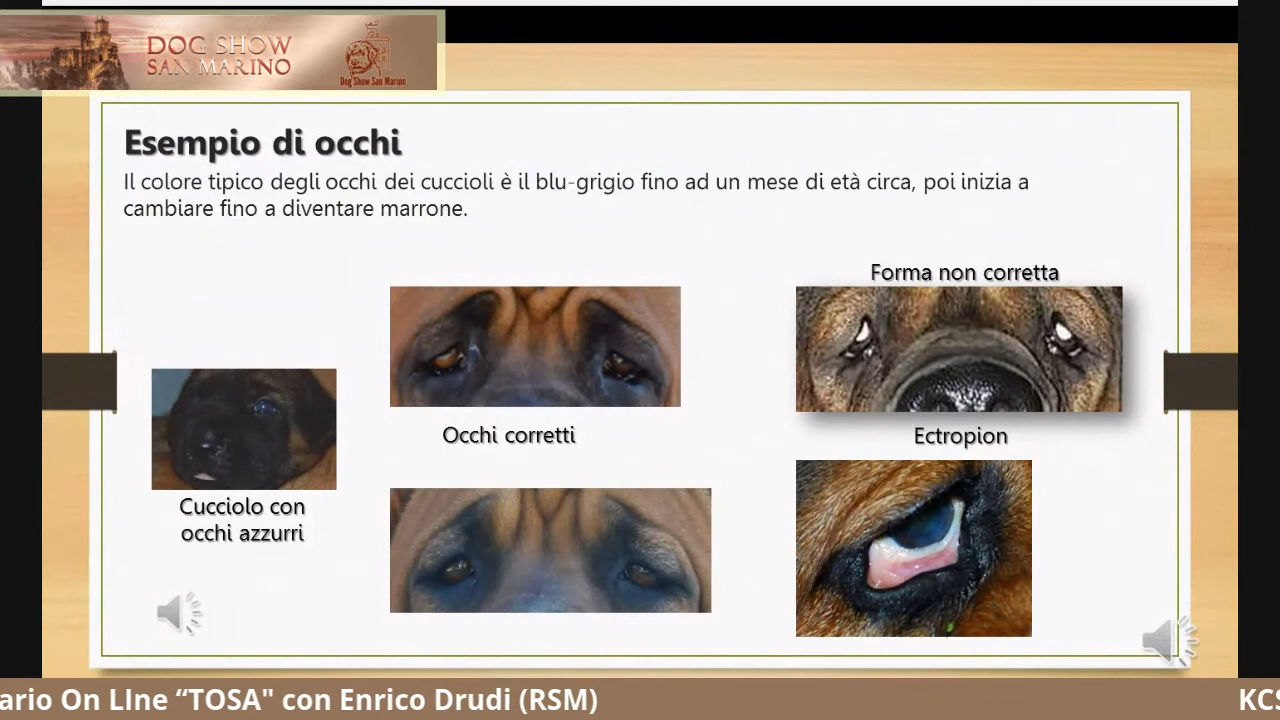 DOG SHOW
SAN MARINO
Dog Show San Marino
Esempio di occhi
Il colore tipico degli occhi dei cuccioli è il blu-grigio fino ad un mese di età circa, poi inizia a
cambiare fino a diventare marrone.
Forma non corretta
Occhi corretti
Ectropion
Cucciolo con
occhi azzurri
ario On LIne “TOSA" con Enrico Drudi (RSM)
KCS